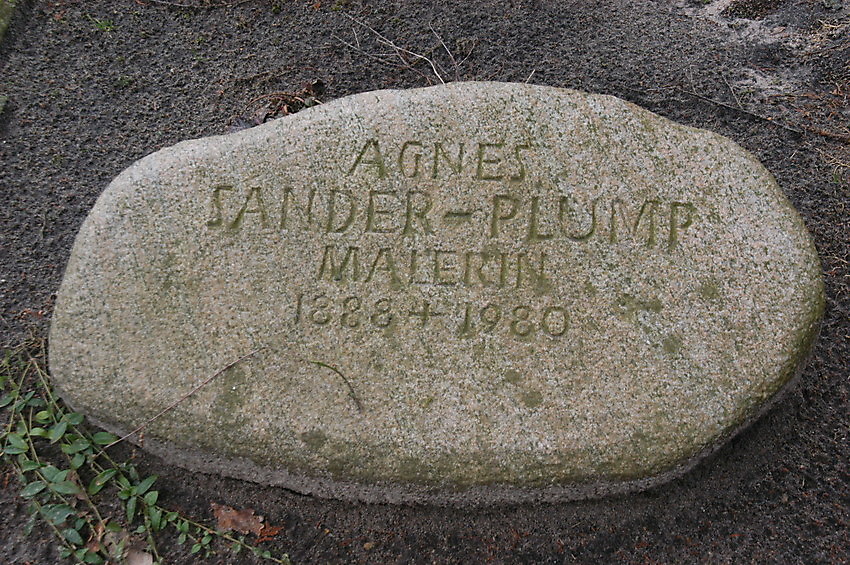 AGNES
SANDER-PLUMP
MALERIN
1888 + 1980